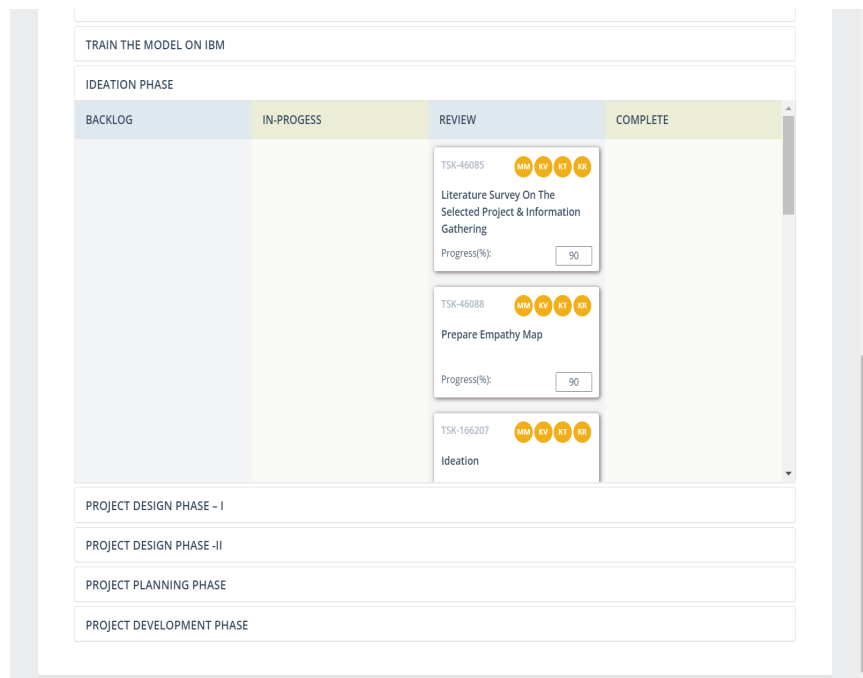 TRAIN THE MODEL ON IBM
IDEATION PHASE
BACKLOG
IN-PROGESS
REVIEW
COMPLETE
TSK-46085
MM KV KT KR
Literature Survey On The
Selected Project & Information
Gathering
Progress(%):
90
TSK-46088
MM KV KT KR
Prepare Empathy Map
Progress(%):
90
TSK-166207
MM KV KT KR
Ideation
PROJECT DESIGN PHASE – I
PROJECT DESIGN PHASE -II
PROJECT PLANNING PHASE
PROJECT DEVELOPMENT PHASE